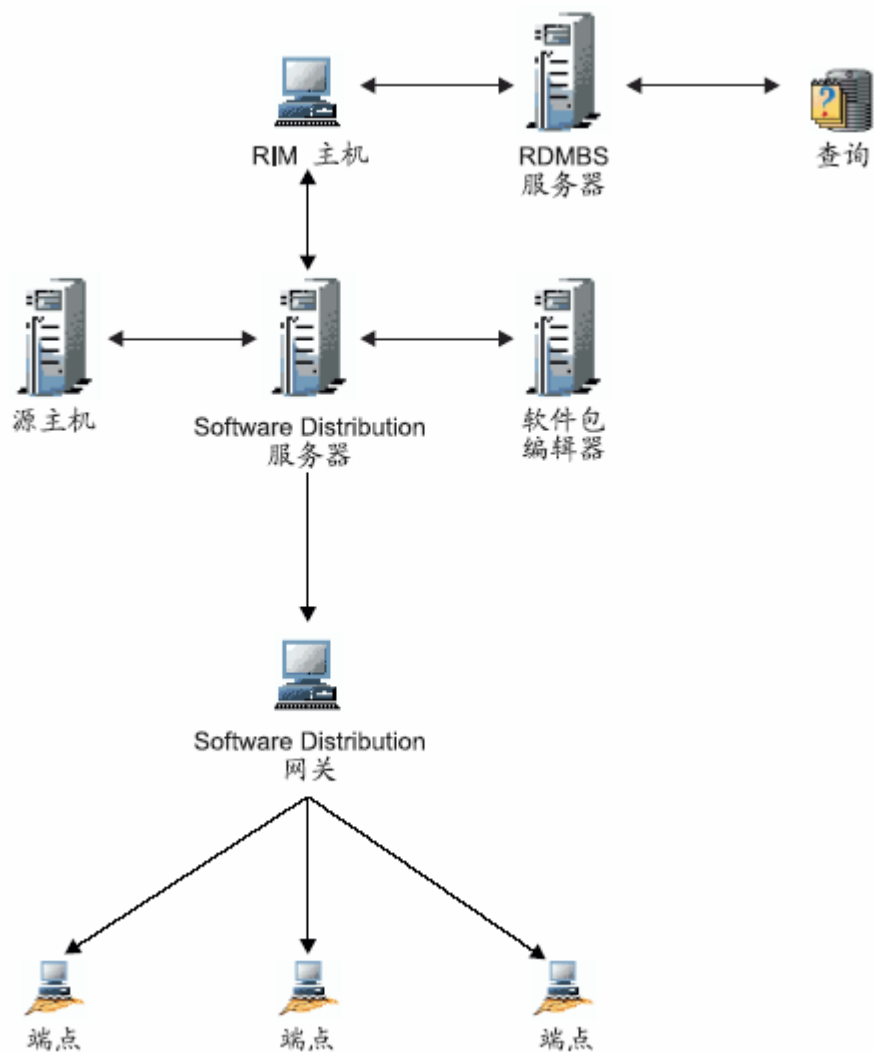 RIM 主机
RDMBS
服务器
查询
源主机
Software Distribution
服务器
软件包
编辑器
Software Distribution
网关
端点
端点
端点